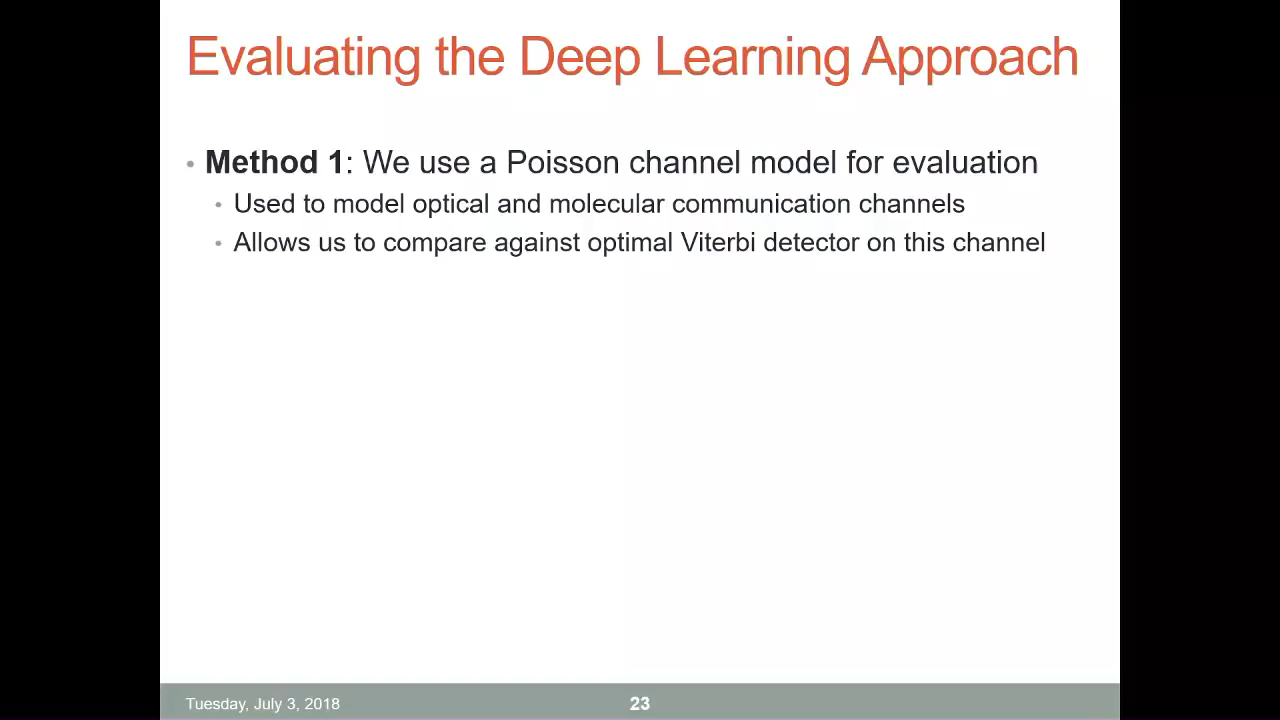 Evaluating the Deep Learning Approach
• Method 1: We use a Poisson channel model for evaluation
• Used to model optical and molecular communication channels
• Allows us to compare against optimal Viterbi detector on this channel
Tuesday, July 3, 2018
23